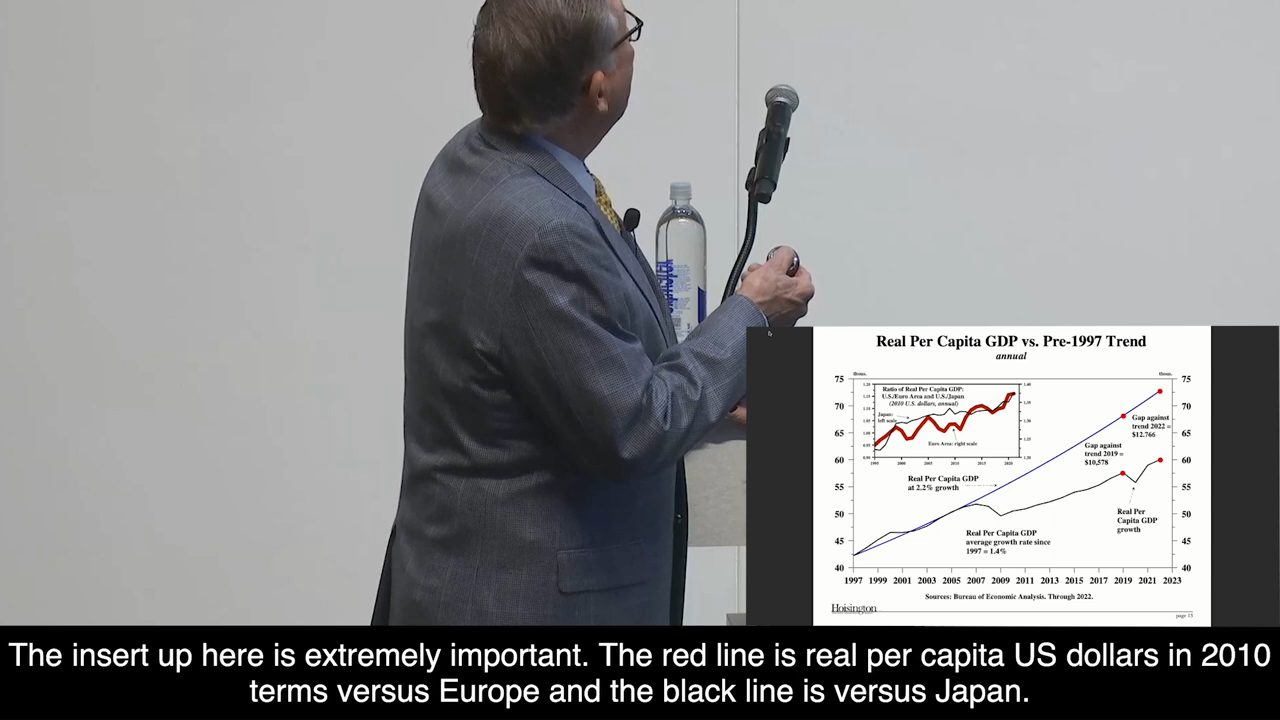 Real Per Capita GDP vs. Pre-1997 Trend
annual
thous.
thous.
75
70
65
60
55
50
45
40
75
70
65
60
55
50
45
40
Ratio of Real Per Capita GDP:
U.S./Euro Area and U.S./Japan
(2010 U.S. dollars, annual)
Japan:
left scale
Euro Area: right scale
1995
2000
2005
2010
2015
2020
Gap against
trend 2022 =
$12,766
Gap against
trend 2019 =
$10,578
Real Per Capita GDP
at 2.2% growth
Real Per
Capita GDP
growth
Real Per Capita GDP
average growth rate since
1997 = 1.4%
1997 1999 2001 2003 2005 2007 2009 2011 2013 2015 2017 2019 2021 2023
Sources: Bureau of Economic Analysis. Through 2022.
Hoisington
page 15
The insert up here is extremely important. The red line is real per capita US dollars in 2010
terms versus Europe and the black line is versus Japan.